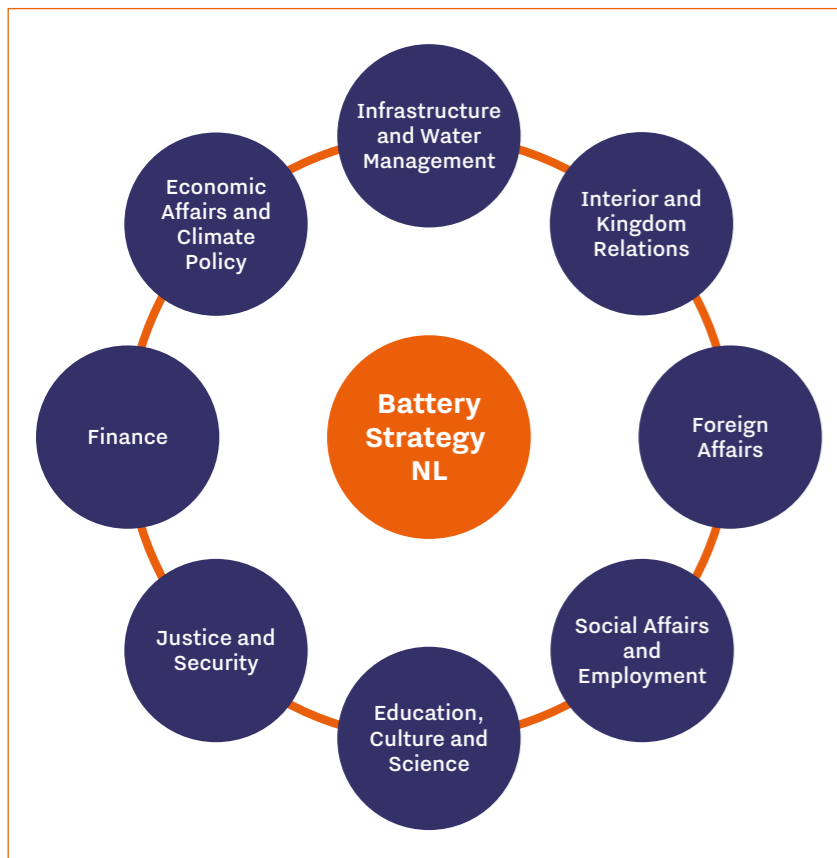 Infrastructure
and Water
Management
Economic
Affairs and
Climate
Policy
Interior and
Kingdom
Relations
Battery
Strategy
NL
Finance
Foreign
Affairs
Justice and
Security
Social Affairs
and
Employment
Education,
Culture and
Science